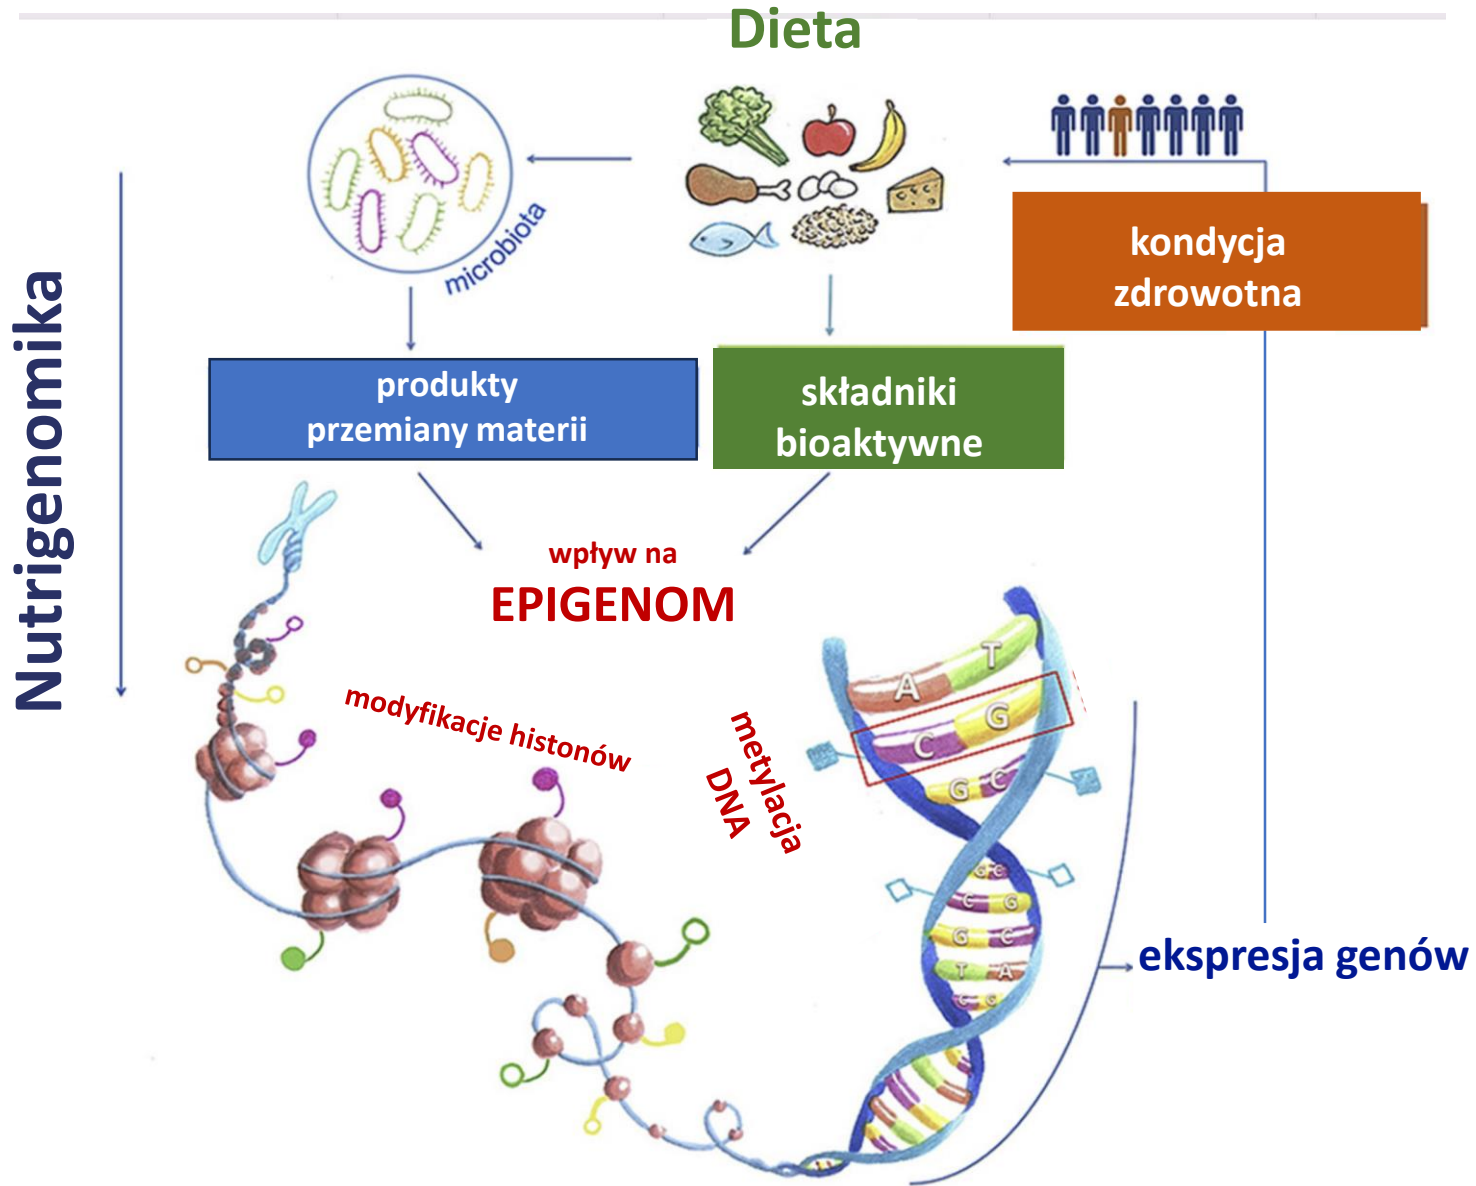 Dieta
microbiota
kondycja
zdrowotna
Nutrigenomika
produkty
przemiany materii
składniki
bioaktywne
wpływ na
EPIGENOM
modyfikacje histonów
metylacja
DNA
A T
C G
G C
G C
C G
G C
T A
C G
ekspresja genów